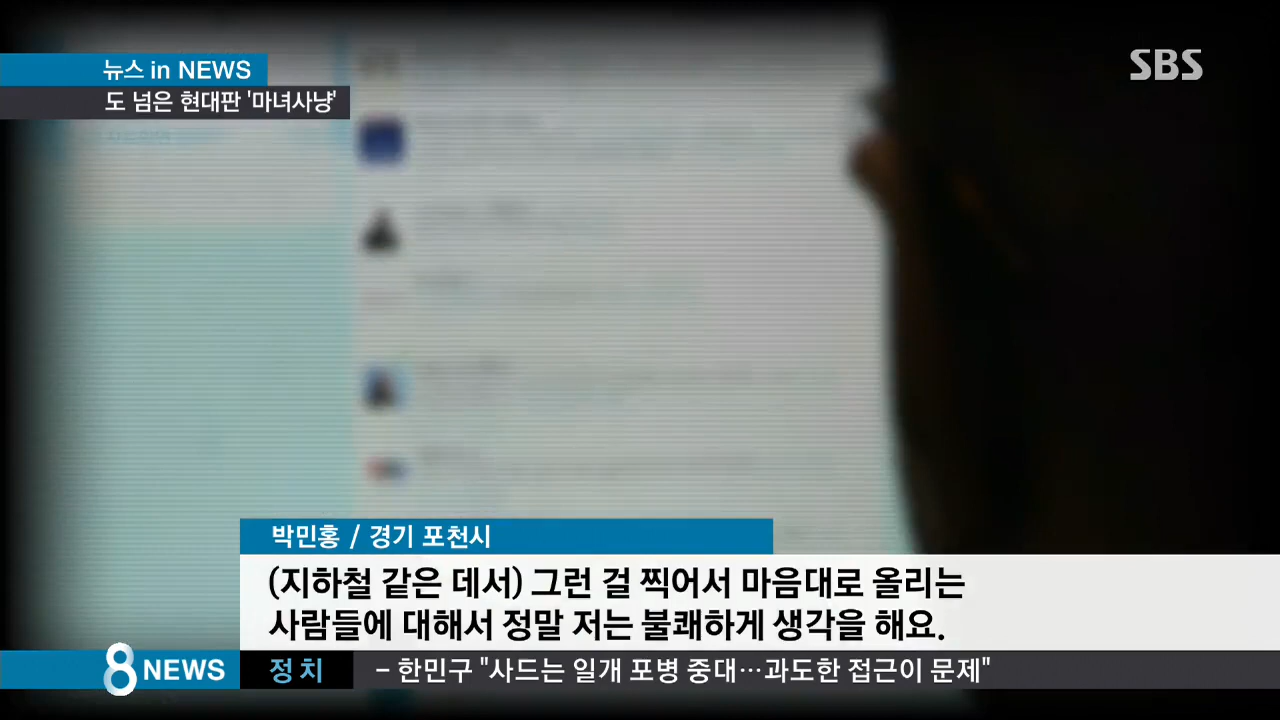 뉴스 in NEWS
SBS
도 넘은 현대판 '마녀사냥'
박민홍 / 경기 포천시
(지하철 같은 데서) 그런 걸 찍어서 마음대로 올리는
사람들에 대해서 정말 저는 불쾌하게 생각을 해요.
8 NEWS 정치 - 한민구 "사드는 일개 포병 중대…과도한 접근이 문제"